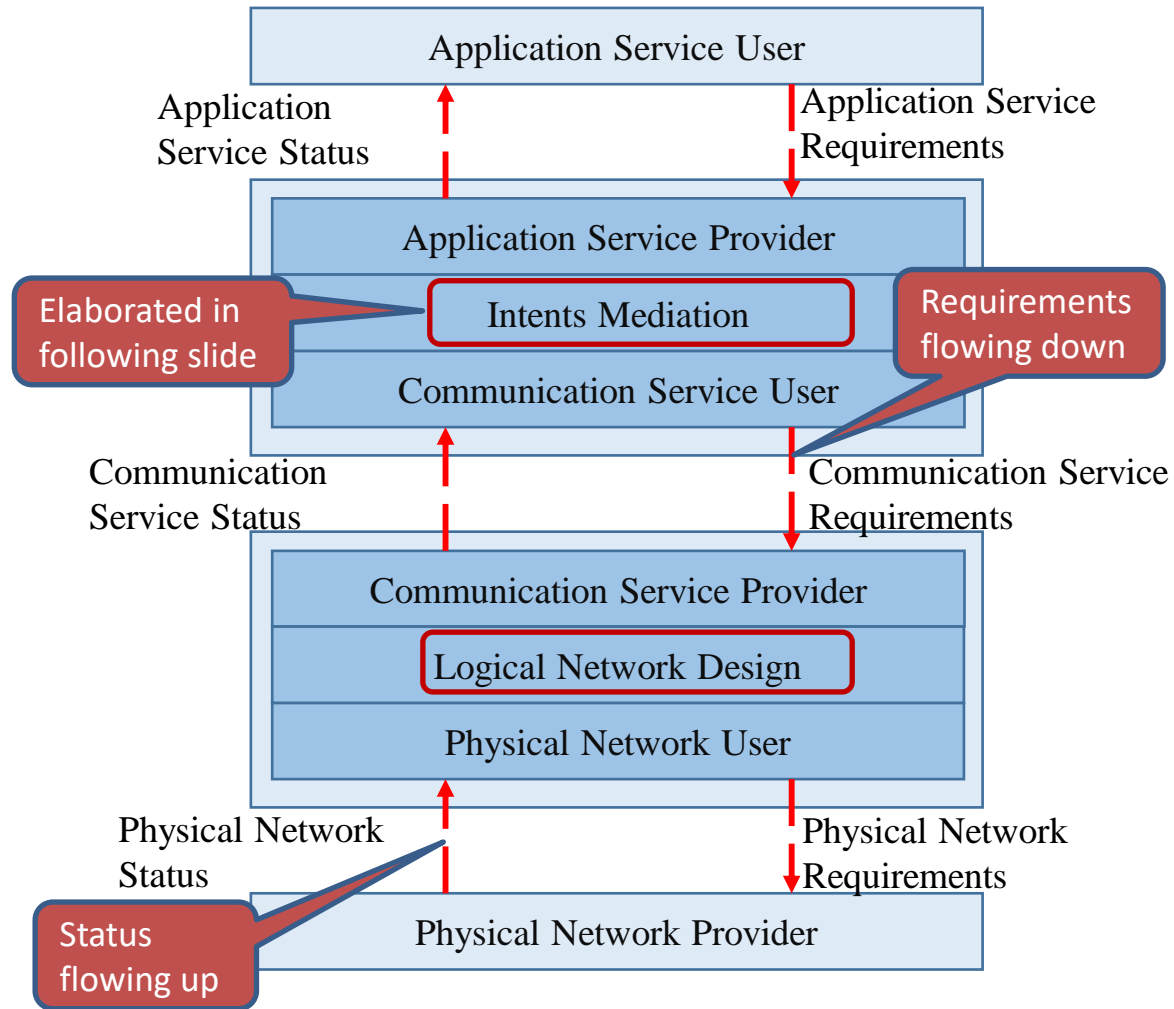 Application Service User
Application
Service Status
Application Service
Requirements
Application Service Provider
Elaborated in
following slide
Intents Mediation
Requirements
flowing down
Communication Service User
Communication
Service Status
Communication Service
Requirements
Communication Service Provider
Logical Network Design
Physical Network User
Physical Network
Status
Physical Network
Requirements
Status
flowing up
Physical Network Provider